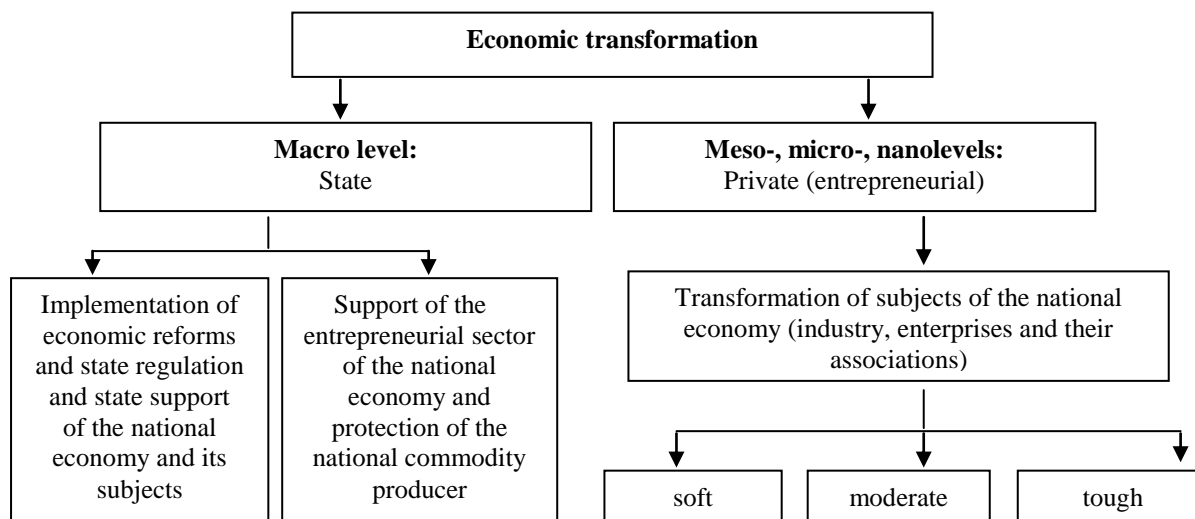 Economic transformation
Macro level:
State
Meso-, micro-, nanolevels:
Private (entrepreneurial)
Implementation of
economic reforms
and state regulation
and state support
of the national
economy and its
subjects
Support of the
entrepreneurial sector
of the national
economy and
protection of the
national commodity
producer
Transformation of subjects of the national
economy (industry, enterprises and their
associations)
soft
moderate
tough